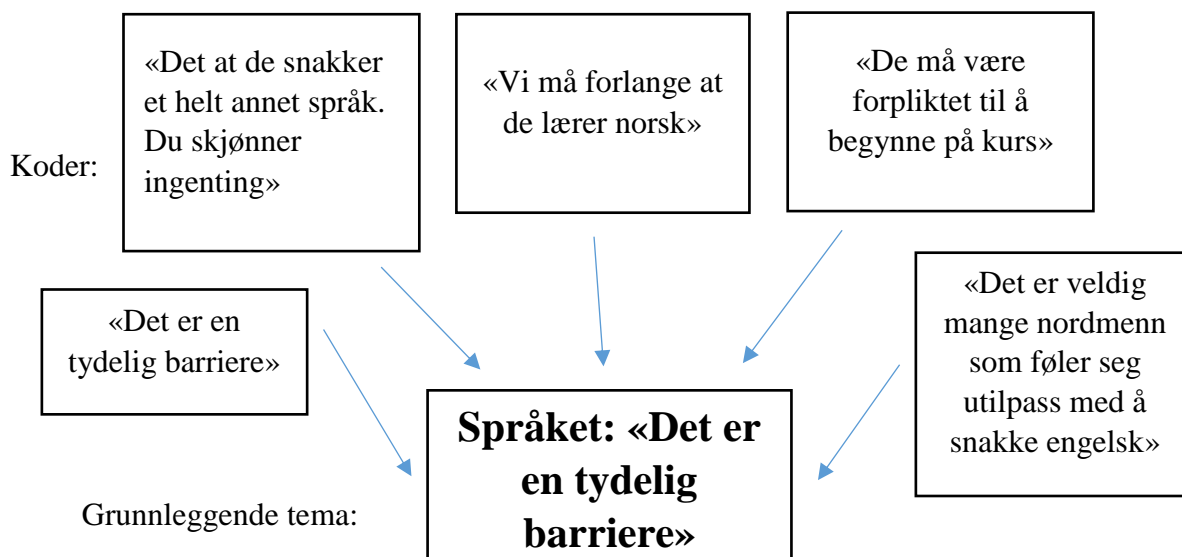 Koder:
«Det at de snakker
et helt annet språk.
Du skjønner
ingenting»
«Vi må forlange at
de lærer norsk»
«De må være
forpliktet til å
begynne på kurs»
«Det er en
tydelig barriere»
«Det er veldig
mange nordmenn
som føler seg
utilpass med å
snakke engelsk»
Grunnleggende tema:
Språket: «Det er
en tydelig
barriere»